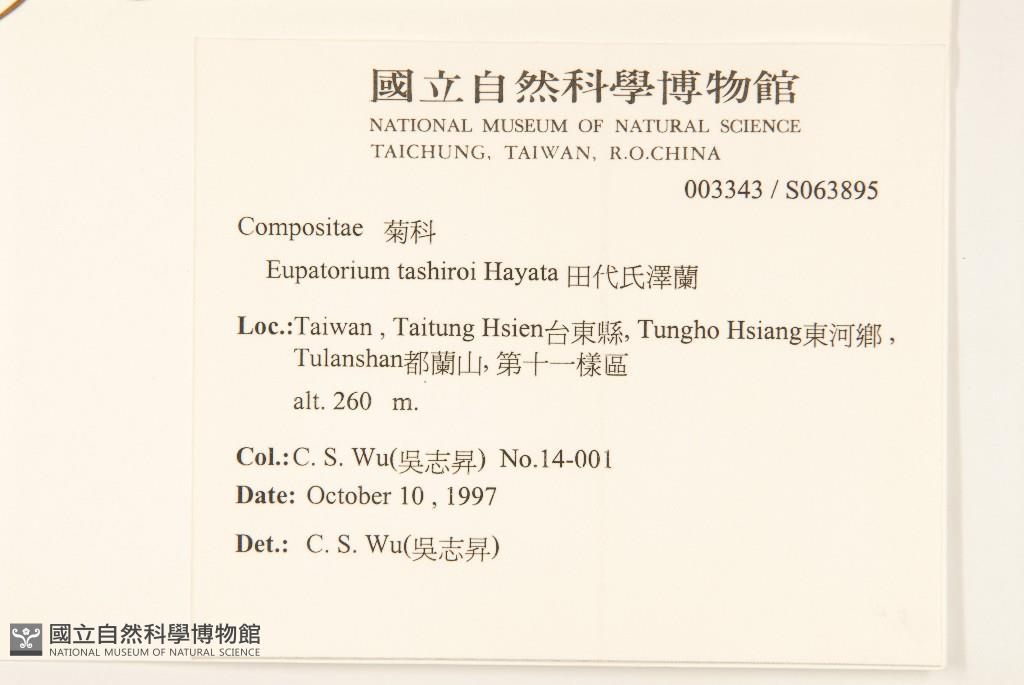 國立自然科學博物館
NATIONAL MUSEUM OF NATURAL SCIENCE
TAICHUNG, TAIWAN, R.O.CHINA
003343 / S063895
Compositae 菊科
Eupatorium tashiroi Hayata 田代氏澤蘭
Loc.:Taiwan , Taitung Hsien台東縣, Tungho Hsiang東河鄉 ,
Tulanshan都蘭山, 第十一樣區
alt. 260 m.
Col.:C. S. Wu(吳志昇) No.14-001
Date: October 10 , 1997
Det.: C. S. Wu(吳志昇)
國立自然科學博物館
NATIONAL MUSEUM OF NATURAL SCIENCE